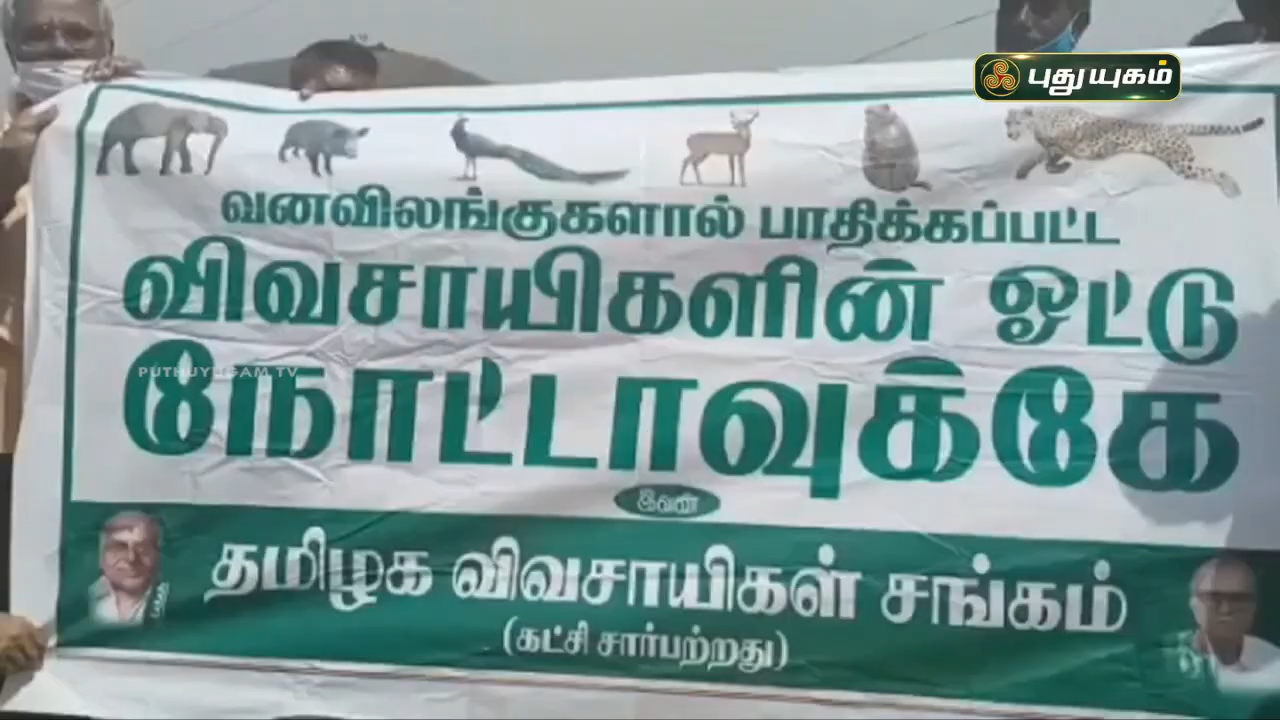 புதுயுகம்
வனவிலங்குகளால் பாதிக்கப்பட்ட
விவசாயிகளின் ஓட்டு
PUTHUYUGAM TV
நோட்டாவுக்கே
இவண்
தமிழக விவசாயிகள் சங்கம்
(கட்சி சார்பற்றது)